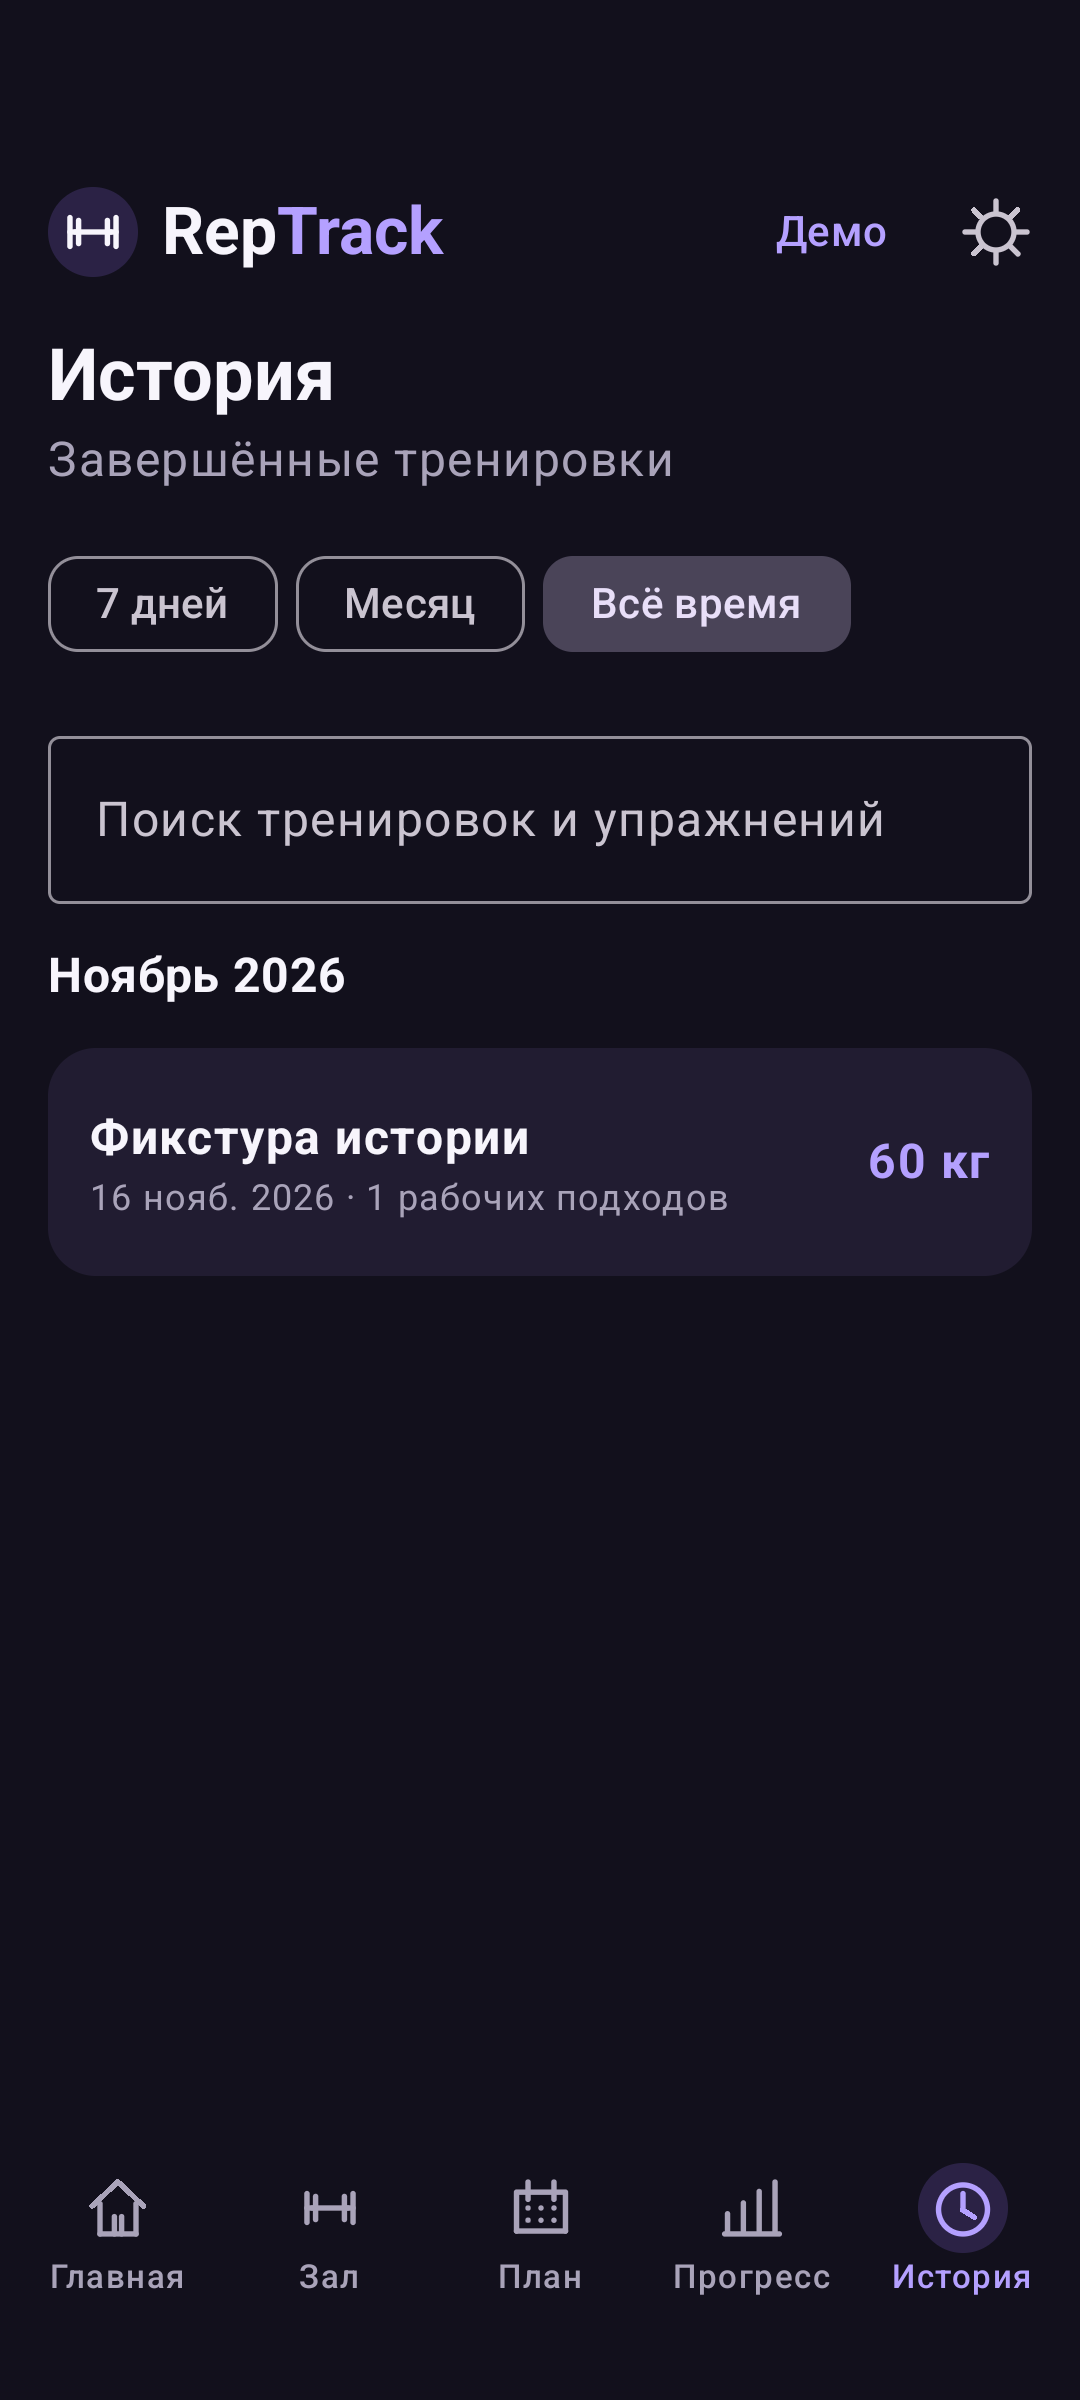 RepTrack
Демо
История
Завершённые тренировки
7 дней
Месяц
Всё время
Поиск тренировок и упражнений
Ноябрь 2026
Фикстура истории
16 нояб. 2026 · 1 рабочих подходов
60 кг
Главная
Зал
План
Прогресс
История